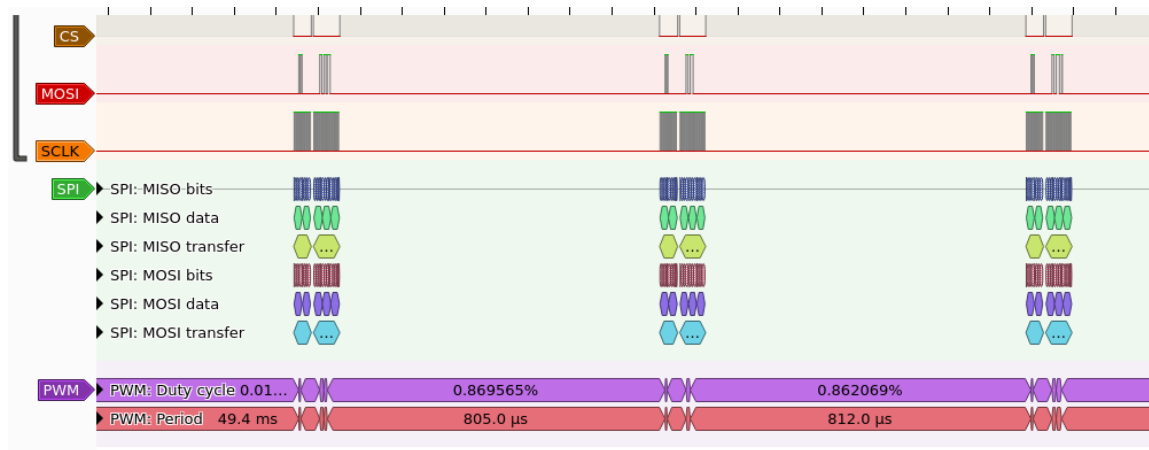 CS
MOSI
SCLK
SPI
SPI: MISO bits
SPI: MISO data
SPI: MISO transfer
... ... ...
SPI: MOSI bits
SPI: MOSI data
SPI: MOSI transfer
... ... ...
PWM PWM: Duty cycle 0.01... 0.869565% 0.862069%
PWM: Period 49.4 ms 805.0 µs 812.0 µs